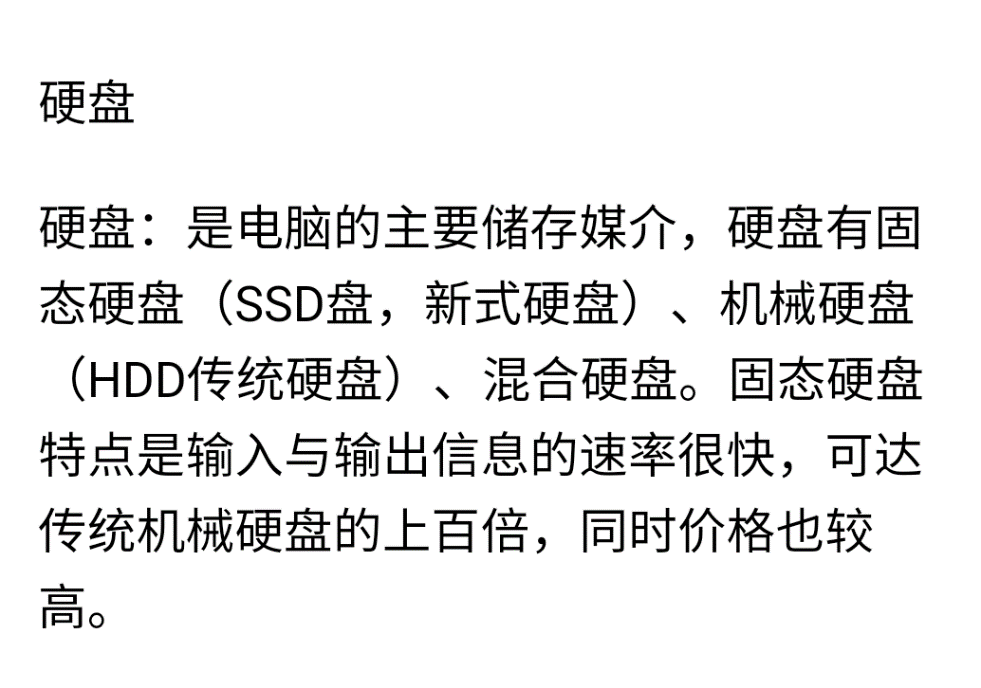 硬盘
硬盘：是电脑的主要储存媒介，硬盘有固
态硬盘（SSD盘，新式硬盘）、机械硬盘
（HDD传统硬盘）、混合硬盘。固态硬盘
特点是输入与输出信息的速率很快，可达
传统机械硬盘的上百倍，同时价格也较
高。